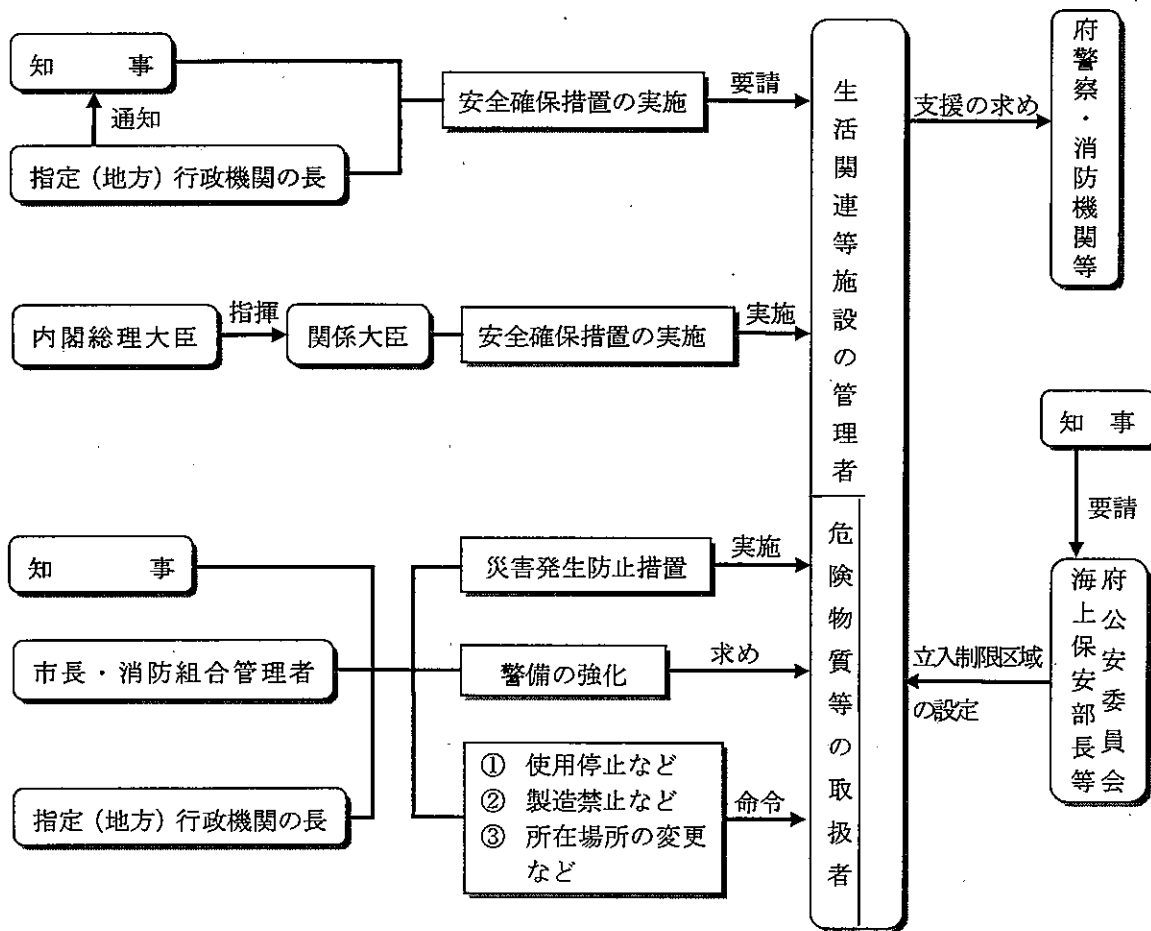 知　事
通知
指定（地方）行政機関の長
安全確保措置の実施
要請
内閣総理大臣
指揮
関係大臣
安全確保措置の実施
実施
知　事
市長・消防組合管理者
指定（地方）行政機関の長
災害発生防止措置
実施
警備の強化
求め
① 使用停止など
② 製造禁止など
③ 所在場所の変更
など
命令
生活関連等施設の管理者
危険物質等の取扱者
支援の求め
府警察・消防機関等
知　事
要請
府公安委員会
海上保安部長等
立入制限区域
の設定